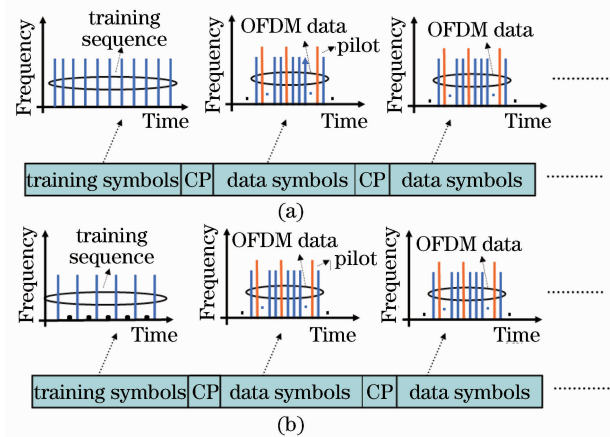 training
sequence
OFDM data
pilot
OFDM data
Frequency
Time
Frequency
Time
Frequency
Time
training symbols
CP
data symbols
CP
data symbols
(a)
training
sequence
OFDM data
pilot
OFDM data
Frequency
Time
Frequency
Time
Frequency
Time
training symbols
CP
data symbols
CP
data symbols
(b)